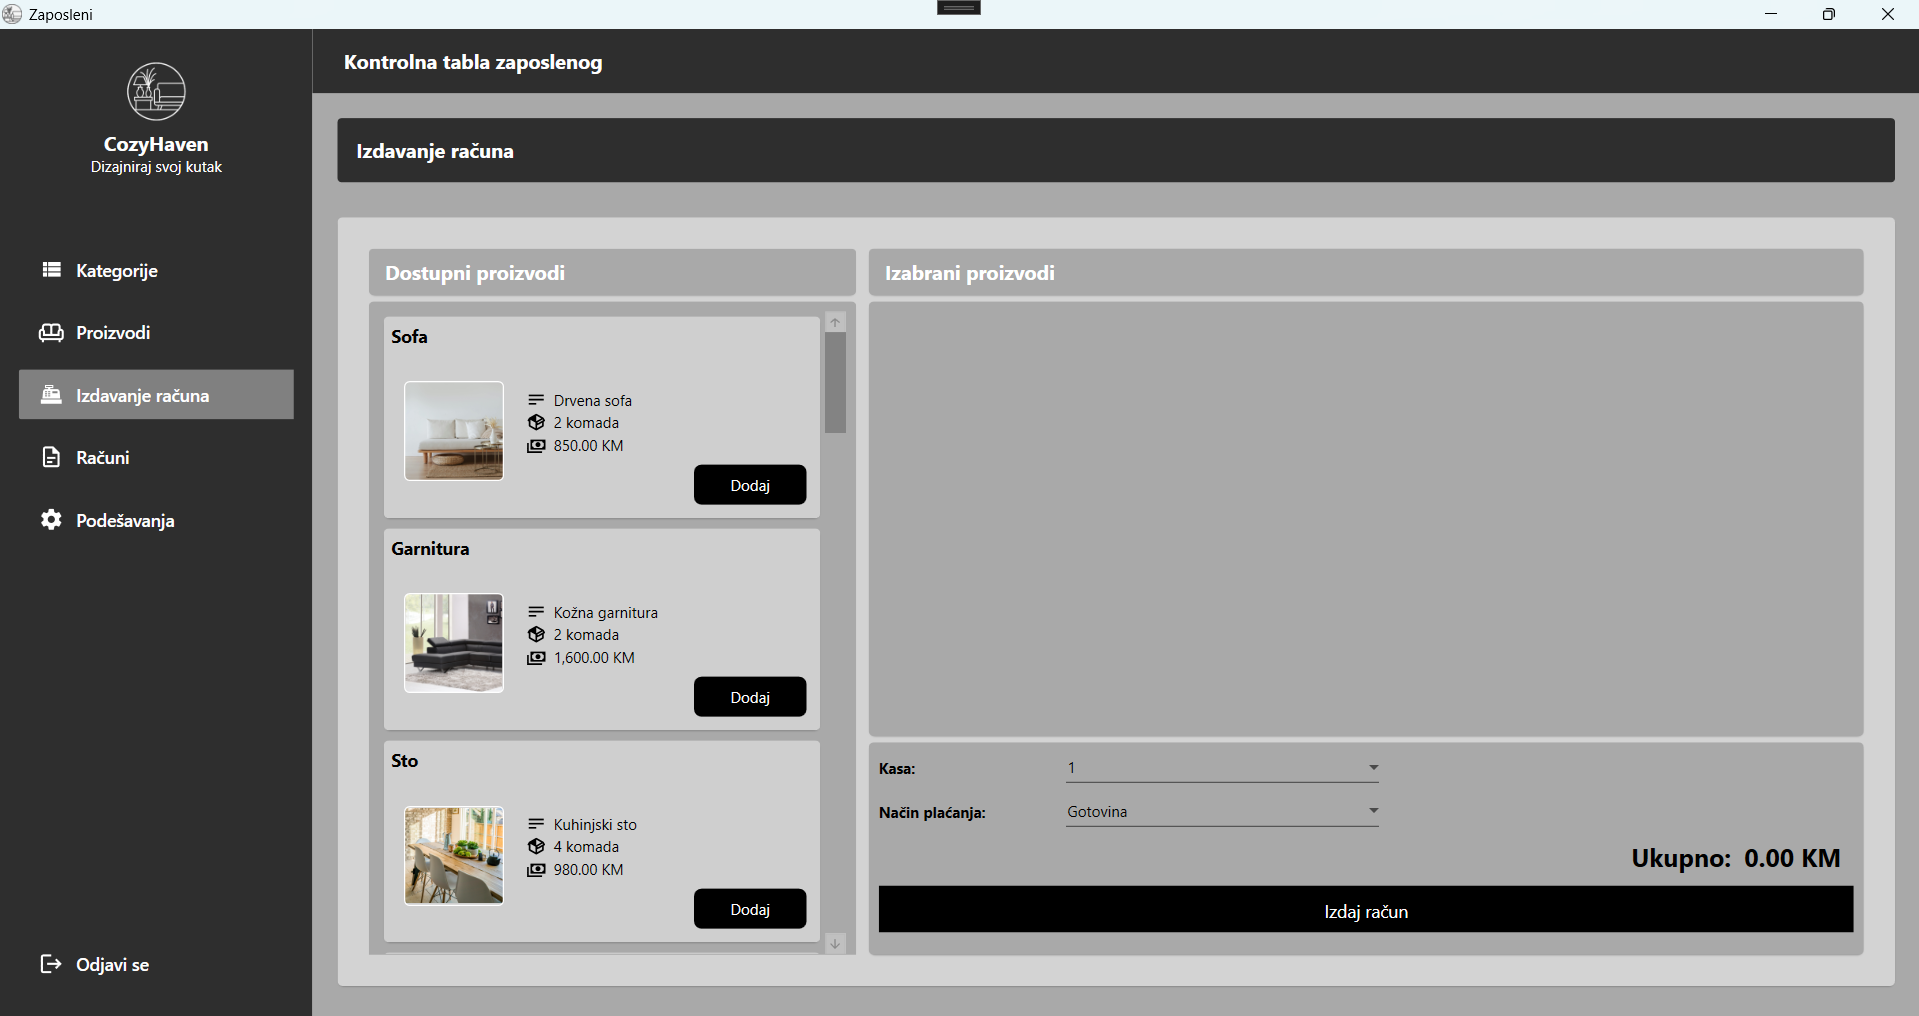 Zaposleni
CozyHaven
Dizajniraj svoj kutak
Kategorije
Proizvodi
Izdavanje računa
Računi
Podešavanja
Odjavi se
Kontrolna tabla zaposlenog
Izdavanje računa
Dostupni proizvodi
Sofa
Drvena sofa
2 komada
850.00 KM
Dodaj
Garnitura
Kožna garnitura
2 komada
1,600.00 KM
Dodaj
Sto
Kuhinjski sto
4 komada
980.00 KM
Dodaj
Izabrani proizvodi
Kasa: 1
Način plaćanja: Gotovina
Ukupno: 0.00 KM
Izdaj račun